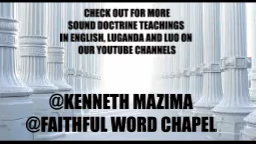 CHECK OUT FOR MORE
SOUND DOCTRINE TEACHINGS
IN ENGLISH, LUGANDA AND LUO ON
OUR YOUTUBE CHANNELS
@KENNETH MAZIMA
@FAITHFUL WORD CHAPEL